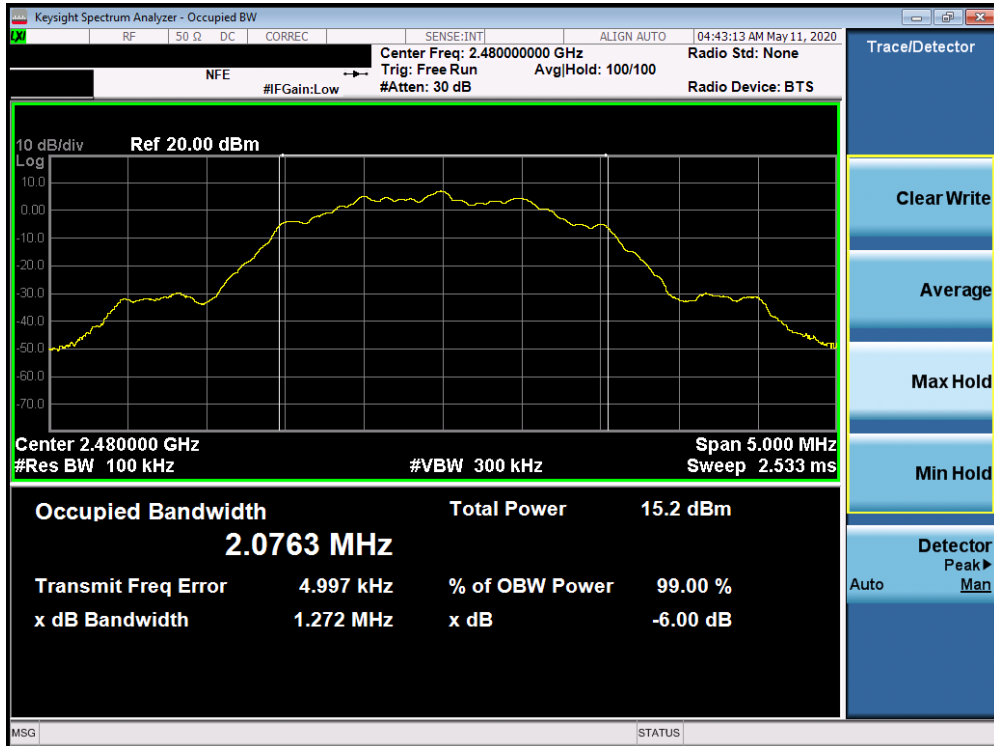 Keysight Spectrum Analyzer - Occupied BW
LXI RF 50 Ω DC CORREC SENSE:INT ALIGN AUTO 04:43:13 AM May 11, 2020
Center Freq: 2.480000000 GHz Radio Std: None
NFE Trig: Free Run Avg|Hold: 100/100
#IFGain:Low #Atten: 30 dB Radio Device: BTS
10 dB/div Ref 20.00 dBm
Log
10.0
0.00
-10.0
-20.0
-30.0
-40.0
-50.0
-60.0
-70.0
Center 2.480000 GHz Span 5.000 MHz
#Res BW 100 kHz #VBW 300 kHz Sweep 2.533 ms
Occupied Bandwidth Total Power 15.2 dBm
2.0763 MHz
Transmit Freq Error 4.997 kHz % of OBW Power 99.00 %
x dB Bandwidth 1.272 MHz x dB -6.00 dB
MSG STATUS
Trace/Detector
Clear Write
Average
Max Hold
Min Hold
Detector
Peak▶
Auto Man